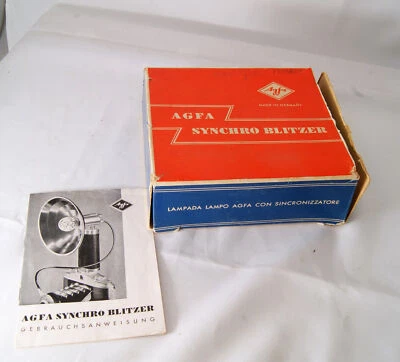 Agfa
MADE IN GERMANY
AGFA
SYNCHRO BLITZER
LAMPADA LAMPO AGFA CON SINCRONIZZATORE
Agfa
AGFA SYNCHRO BLITZER
GEBRAUCHSANWEISUNG